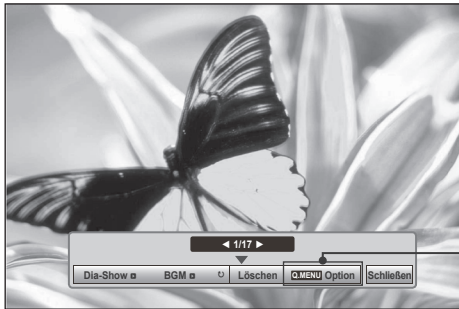 ◀ 1/17 ▶
Dia-Show BGM ↻ Löschen Q.MENU Option Schließen